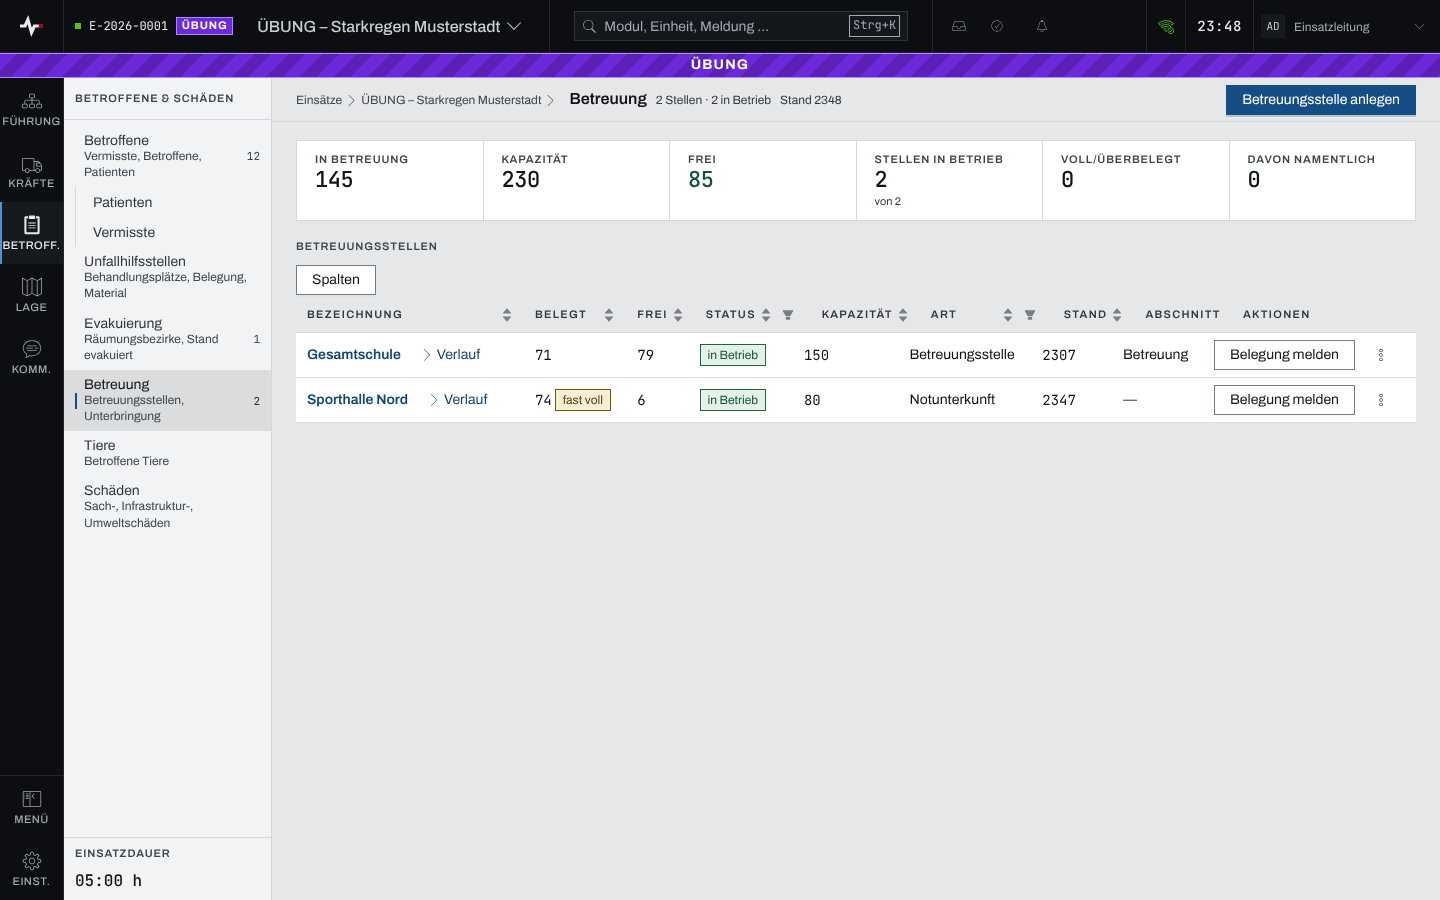 E-2026-0001 ÜBUNG ÜBUNG – Starkregen Musterstadt Modul, Einheit, Meldung ... Strg+K 23:48 AD Einsatzleitung
ÜBUNG
FÜHRUNG
KRÄFTE
BETROFF.
LAGE
KOMM.
MENÜ
EINST.
BETROFFENE & SCHÄDEN
Betroffene
Vermisste, Betroffene, 12
Patienten
Patienten
Vermisste
Unfallhilfsstellen
Behandlungsplätze, Belegung,
Material
Evakuierung
Räumungsbezirke, Stand 1
evakuiert
Betreuung
Betreuungsstellen, 2
Unterbringung
Tiere
Betroffene Tiere
Schäden
Sach-, Infrastruktur-,
Umweltschäden
EINSATZDAUER
05:00 h
Einsätze ÜBUNG – Starkregen Musterstadt Betreuung 2 Stellen · 2 in Betrieb Stand 2348 Betreuungsstelle anlegen
IN BETREUUNG KAPAZITÄT FREI STELLEN IN BETRIEB VOLL/ÜBERBELEGT DAVON NAMENTLICH
145 230 85 2 0 0
von 2
BETREUUNGSSTELLEN
Spalten
BEZEICHNUNG BELEGT FREI STATUS KAPAZITÄT ART STAND ABSCHNITT AKTIONEN
Gesamtschule Verlauf 71 79 in Betrieb 150 Betreuungsstelle 2307 Betreuung Belegung melden
Sporthalle Nord Verlauf 74 fast voll 6 in Betrieb 80 Notunterkunft 2347 — Belegung melden